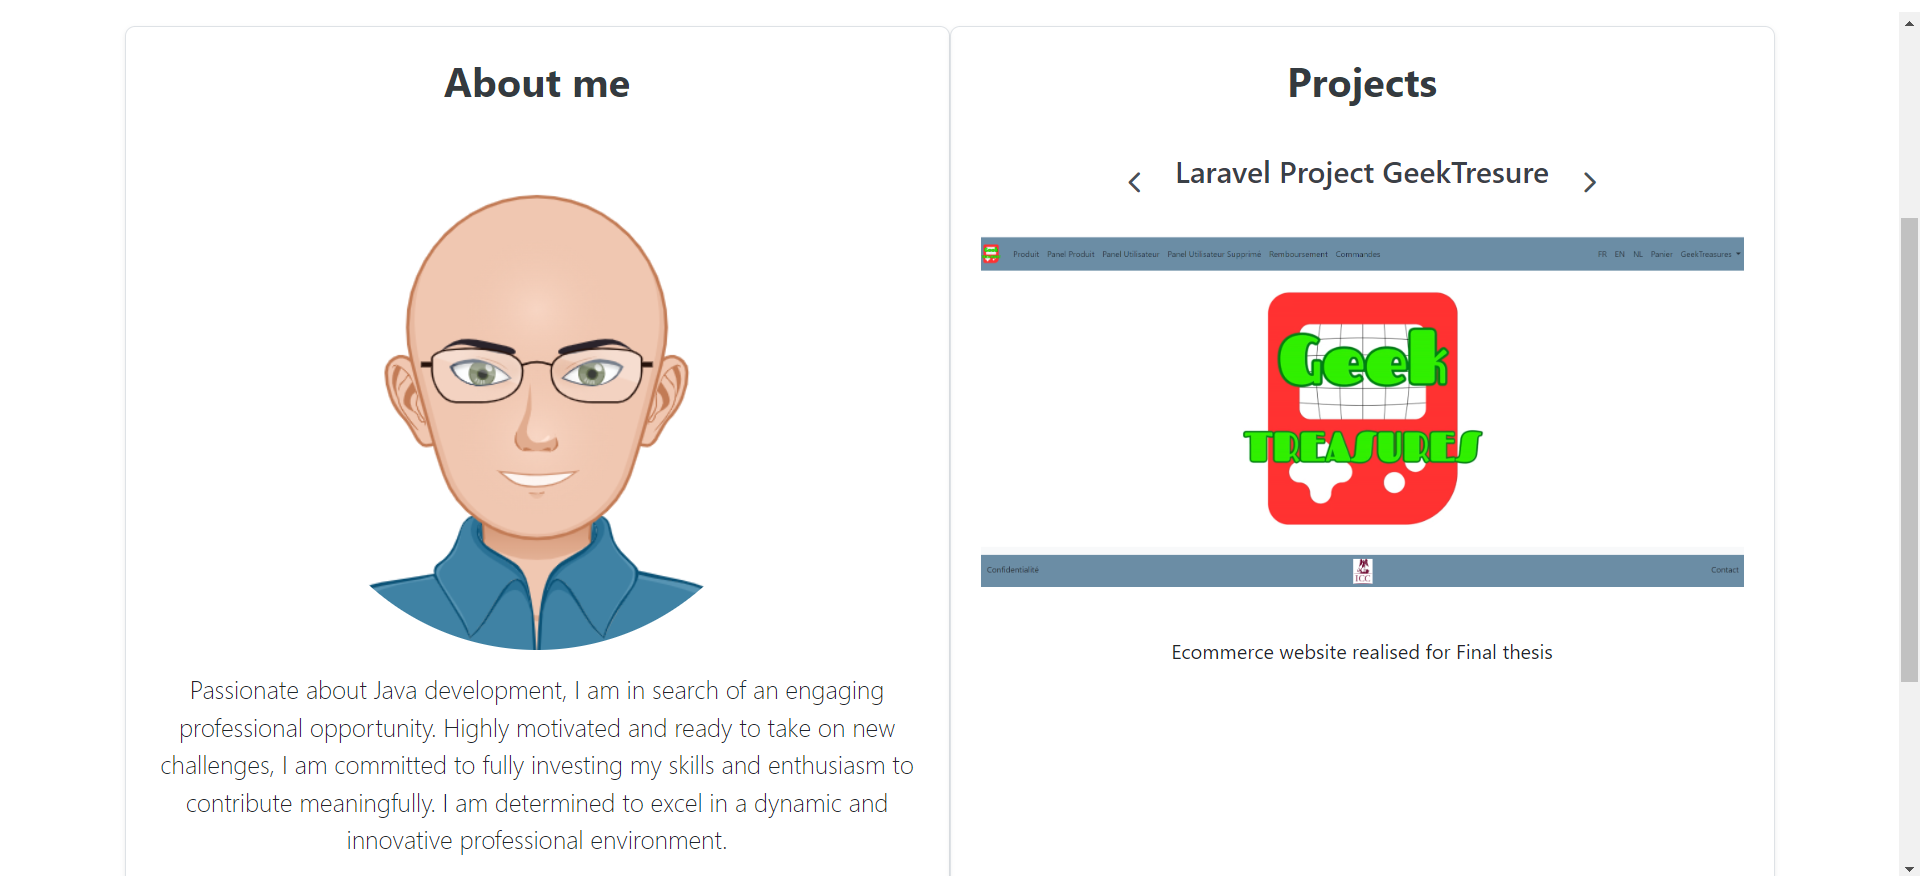 About me
Passionate about Java development, I am in search of an engaging
professional opportunity. Highly motivated and ready to take on new
challenges, I am committed to fully investing my skills and enthusiasm to
contribute meaningfully. I am determined to excel in a dynamic and
innovative professional environment.
Projects
Laravel Project GeekTresure
Produit Panel Produit Panel Utilisateur Panel Utilisateur Supprimé Remboursement Commandes FR EN NL Panier GeekTreasures
Geek
TREASURES
Confidentialité ICC Contact
Ecommerce website realised for Final thesis